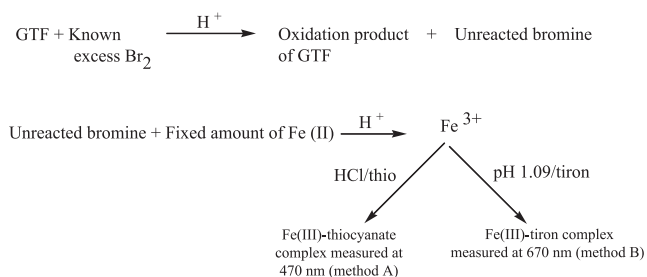 GTF + Known excess Br2
H+
Oxidation product of GTF
+ Unreacted bromine
Unreacted bromine + Fixed amount of Fe (II)
H+
Fe 3+
HCl/thio
pH 1.09/tiron
Fe(III)-thiocyanate
complex measured at
470 nm (method A)
Fe(III)-tiron complex
measured at 670 nm (method B)